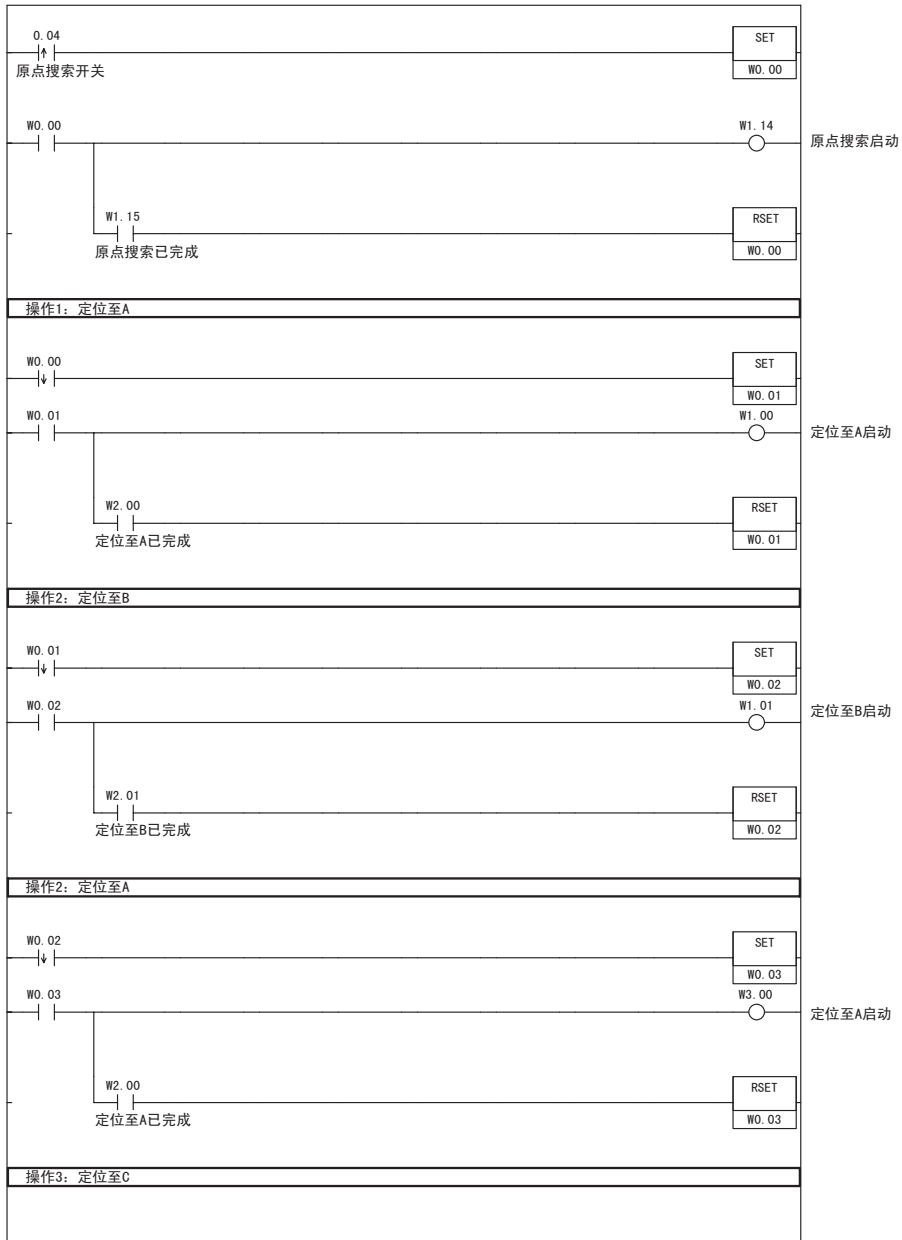 0.04
SET
原点搜索开关
W0.00
W0.00
W1.14
原点搜索启动
W1.15
RSET
原点搜索已完成
W0.00
操作1：定位至A
W0.00
SET
W0.01
W0.01
W1.00
定位至A启动
W2.00
RSET
定位至A已完成
W0.01
操作2：定位至B
W0.01
SET
W0.02
W0.02
W1.01
定位至B启动
W2.01
RSET
定位至B已完成
W0.02
操作2：定位至A
W0.02
SET
W0.03
W0.03
W3.00
定位至A启动
W2.00
RSET
定位至A已完成
W0.03
操作3：定位至C